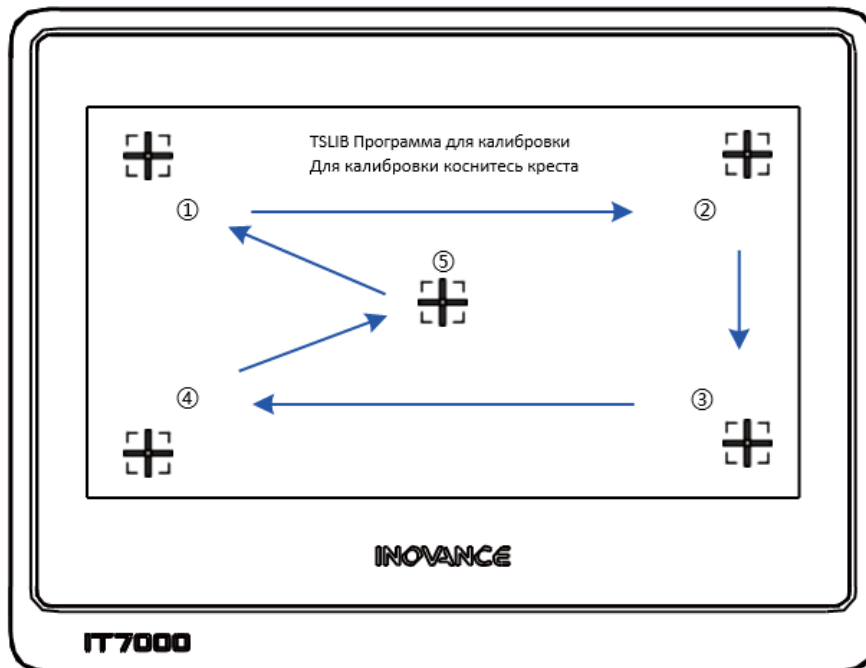 TSLIB Программа для калибровки
Для калибровки коснитесь креста
① ②
⑤
④ ③
INOVANCE
IT7000